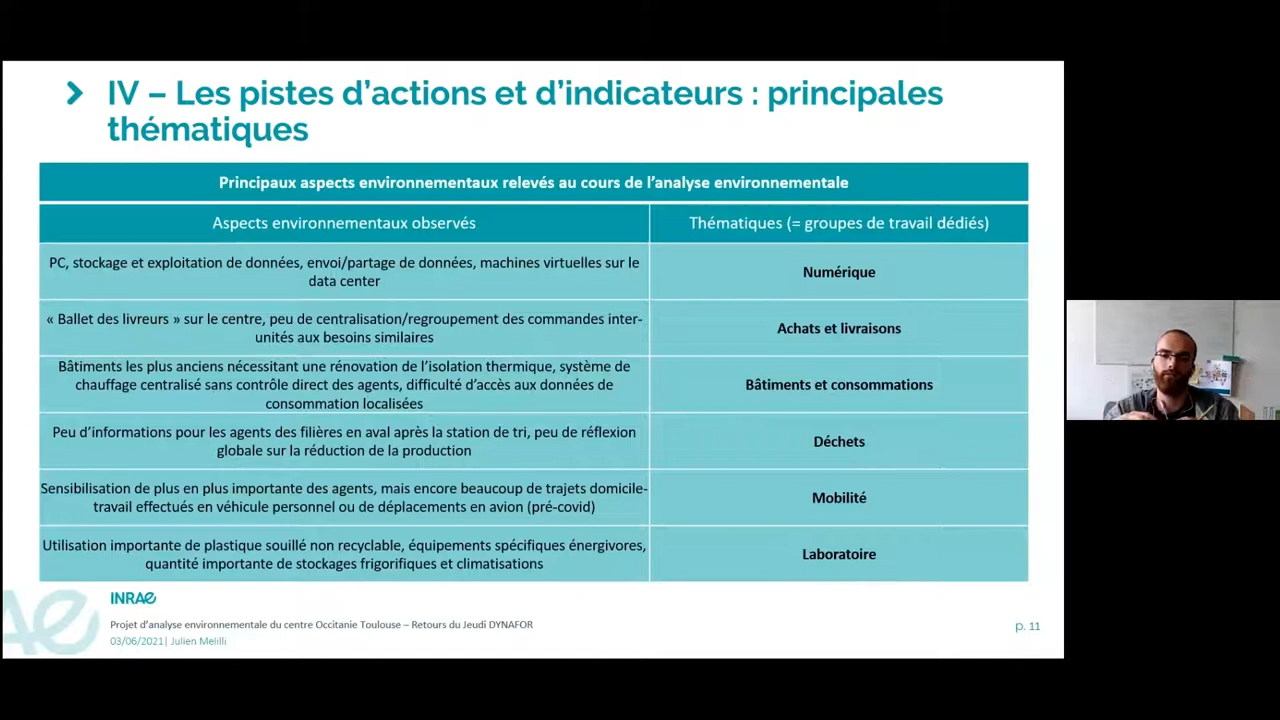 IV – Les pistes d'actions et d'indicateurs : principales
thématiques
Principaux aspects environnementaux relevés au cours de l'analyse environnementale
Aspects environnementaux observés
Thématiques (= groupes de travail dédiés)
PC, stockage et exploitation de données, envoi/partage de données, machines virtuelles sur le
data center
Numérique
« Ballet des livreurs » sur le centre, peu de centralisation/regroupement des commandes inter-
unités aux besoins similaires
Achats et livraisons
Bâtiments les plus anciens nécessitant une rénovation de l'isolation thermique, système de
chauffage centralisé sans contrôle direct des agents, difficulté d'accès aux données de
consommation localisées
Bâtiments et consommations
Peu d'informations pour les agents des filières en aval après la station de tri, peu de réflexion
globale sur la réduction de la production
Déchets
Sensibilisation de plus en plus importante des agents, mais encore beaucoup de trajets domicile-
travail effectués en véhicule personnel ou de déplacements en avion (pré-covid)
Mobilité
Utilisation importante de plastique souillé non recyclable, équipements spécifiques énergivores,
quantité importante de stockages frigorifiques et climatisations
Laboratoire
INRAE
Projet d'analyse environnementale du centre Occitanie Toulouse – Retours du Jeudi DYNAFOR
03/06/2021| Julien Melilli
p. 11